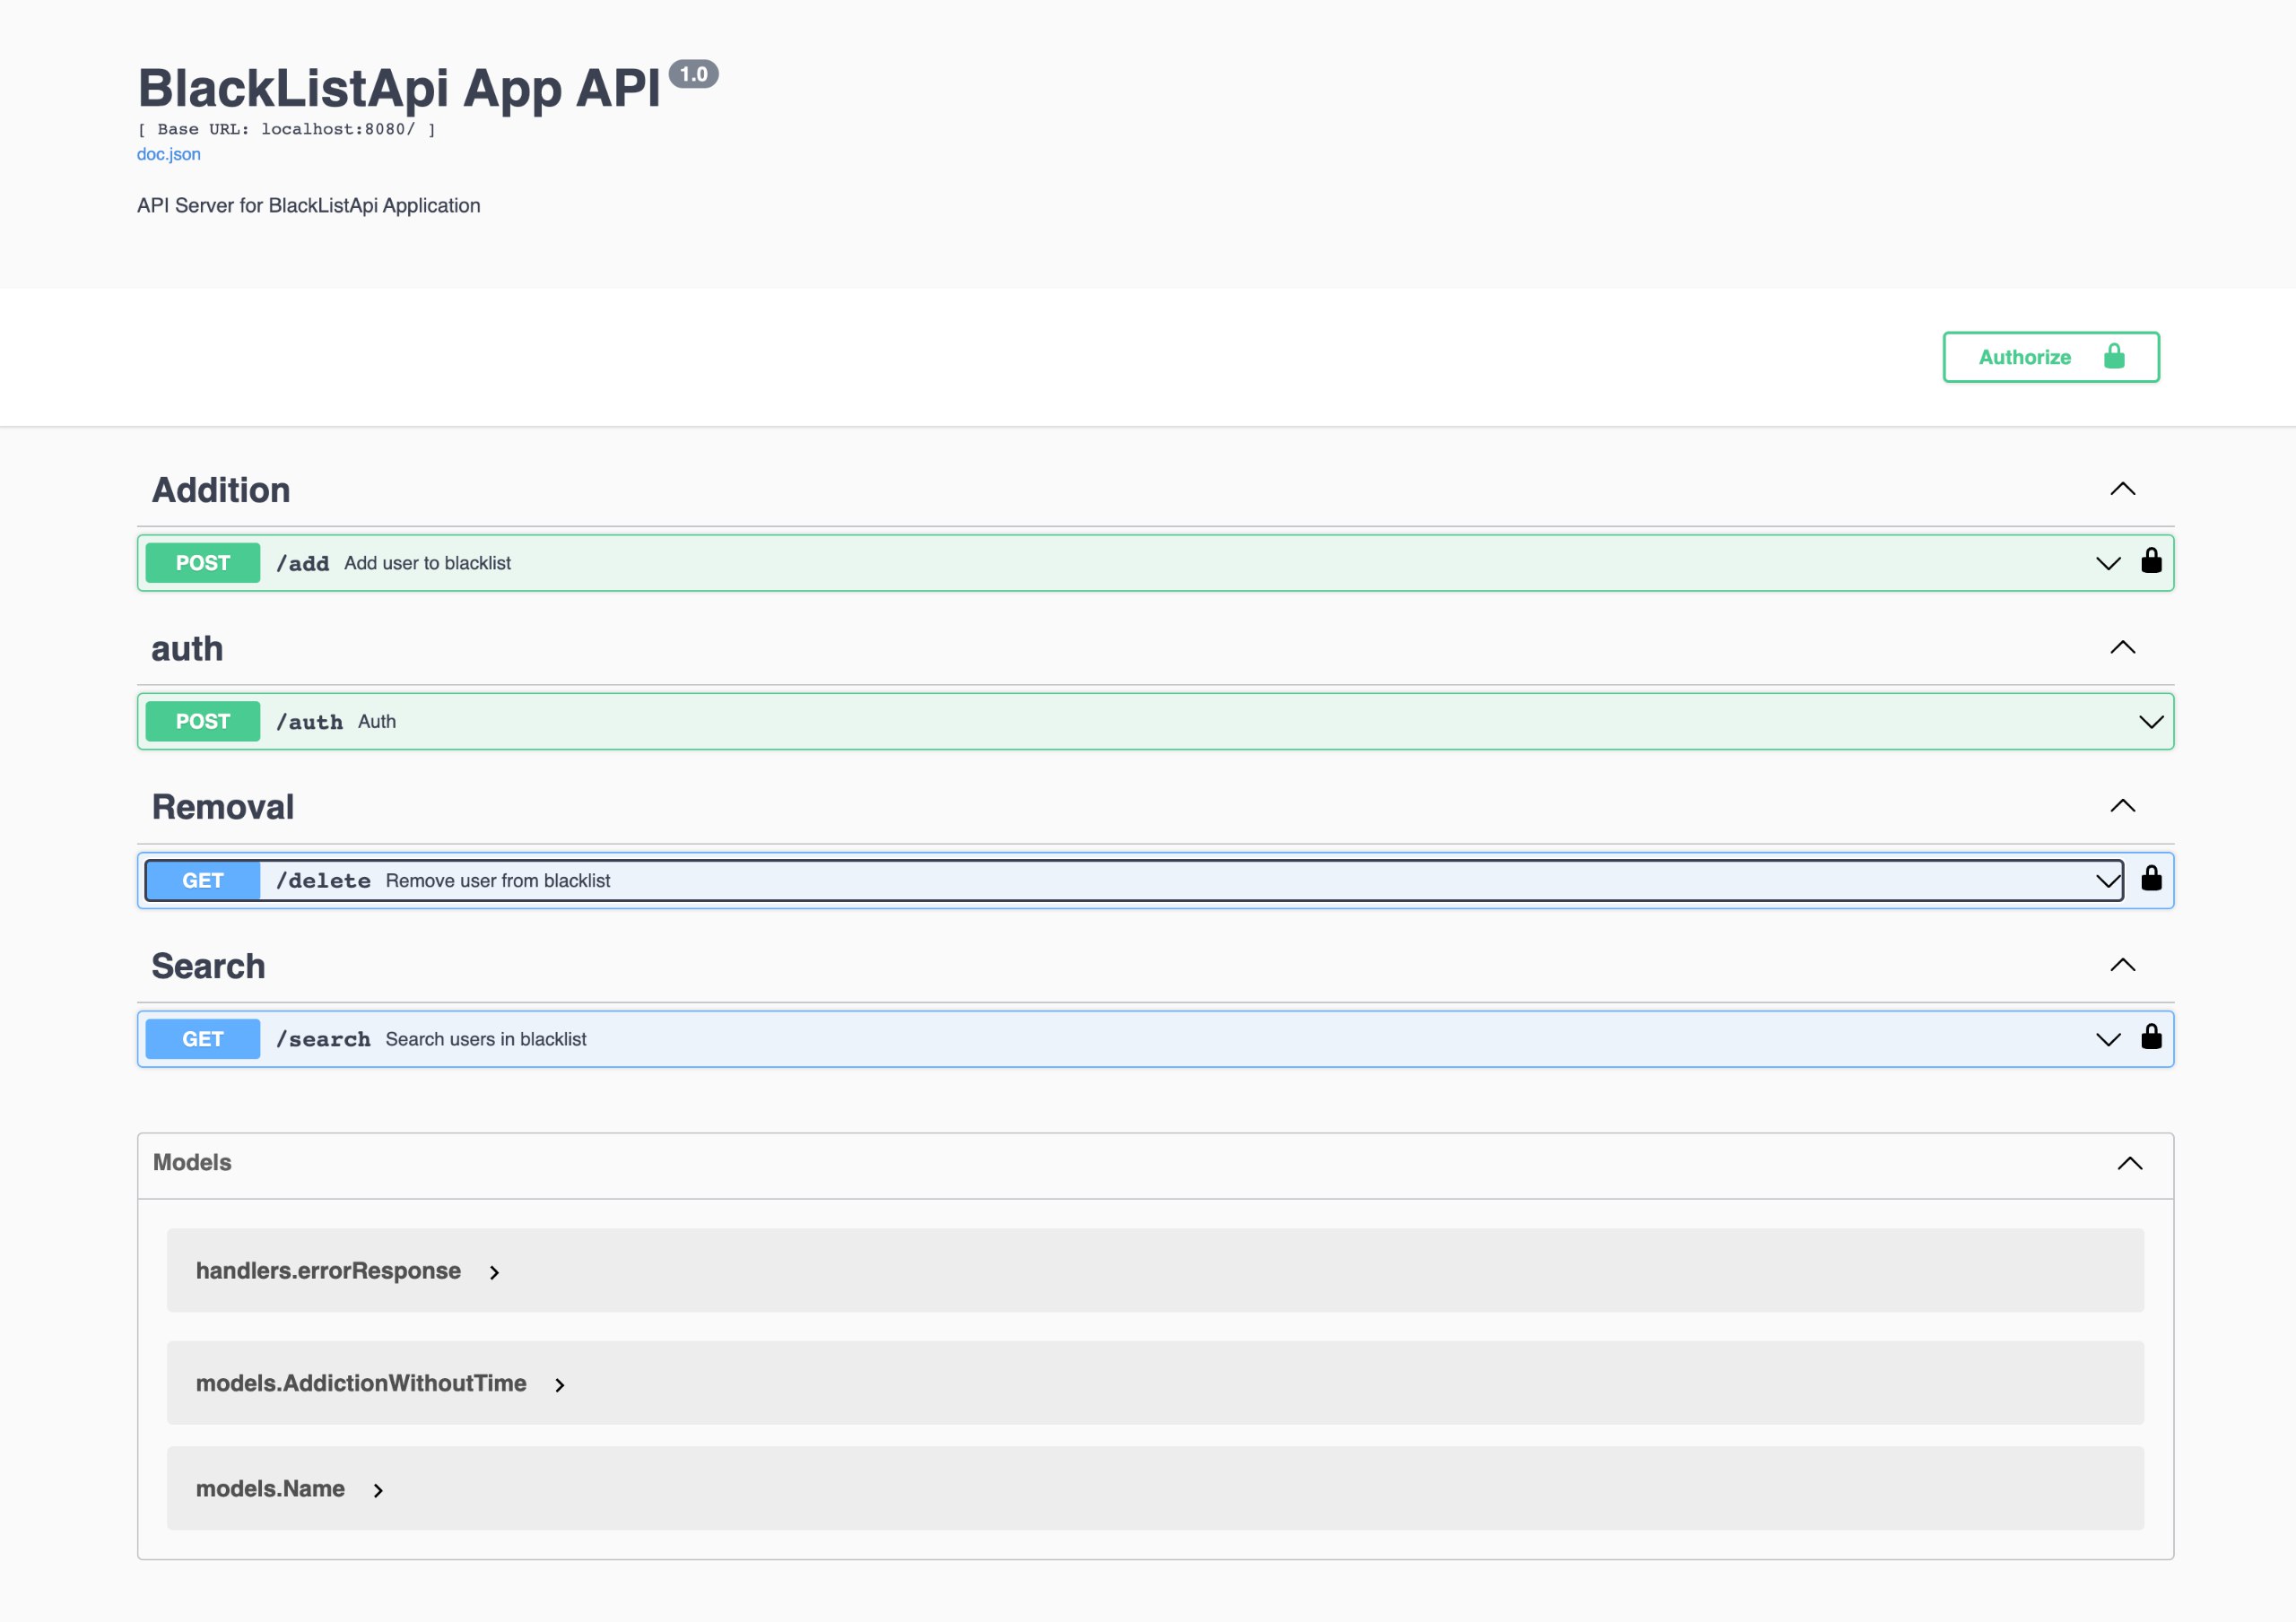 BlackListApi App API 1.0
[ Base URL: localhost:8080/ ]
doc.json
API Server for BlackListApi Application
Authorize
Addition
POST /add Add user to blacklist
auth
POST /auth Auth
Removal
GET /delete Remove user from blacklist
Search
GET /search Search users in blacklist
Models
handlers.errorResponse
models.AddictionWithoutTime
models.Name